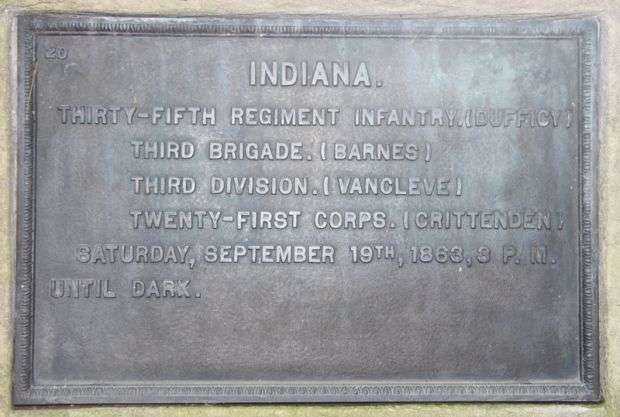 20
INDIANA.
THIRTY-FIFTH REGIMENT INFANTRY.(DUFFICY)
THIRD BRIGADE.(BARNES)
THIRD DIVISION.(VANCLEVE)
TWENTY-FIRST CORPS.(CRITTENDEN)
SATURDAY, SEPTEMBER 19TH, 1863, 3 P. M.
UNTIL DARK.